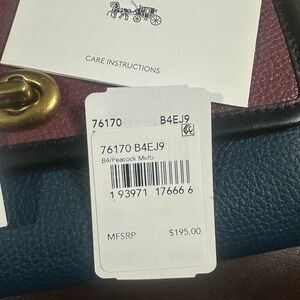 CARE INSTRUCTIONS
76170 B4EJ9
76170 B4EJ9
B4/Peacock Multi
1 93971 17666 6
MFSRP $195.00